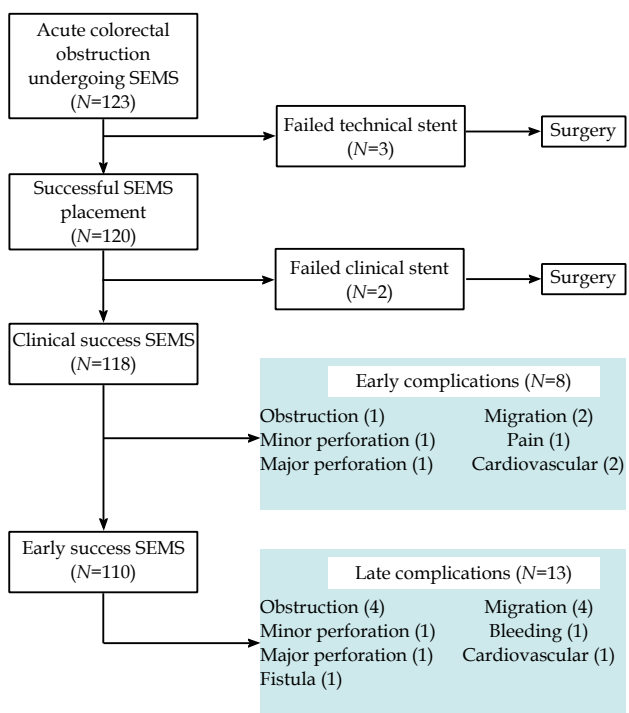 Acute colorectal
obstruction
undergoing SEMS
(N=123)
Failed technical stent
(N=3)
Surgery
Successful SEMS
placement
(N=120)
Failed clinical stent
(N=2)
Surgery
Clinical success SEMS
(N=118)
Early complications (N=8)
Obstruction (1) Migration (2)
Minor perforation (1) Pain (1)
Major perforation (1) Cardiovascular (2)
Early success SEMS
(N=110)
Late complications (N=13)
Obstruction (4) Migration (4)
Minor perforation (1) Bleeding (1)
Major perforation (1) Cardiovascular (1)
Fistula (1)